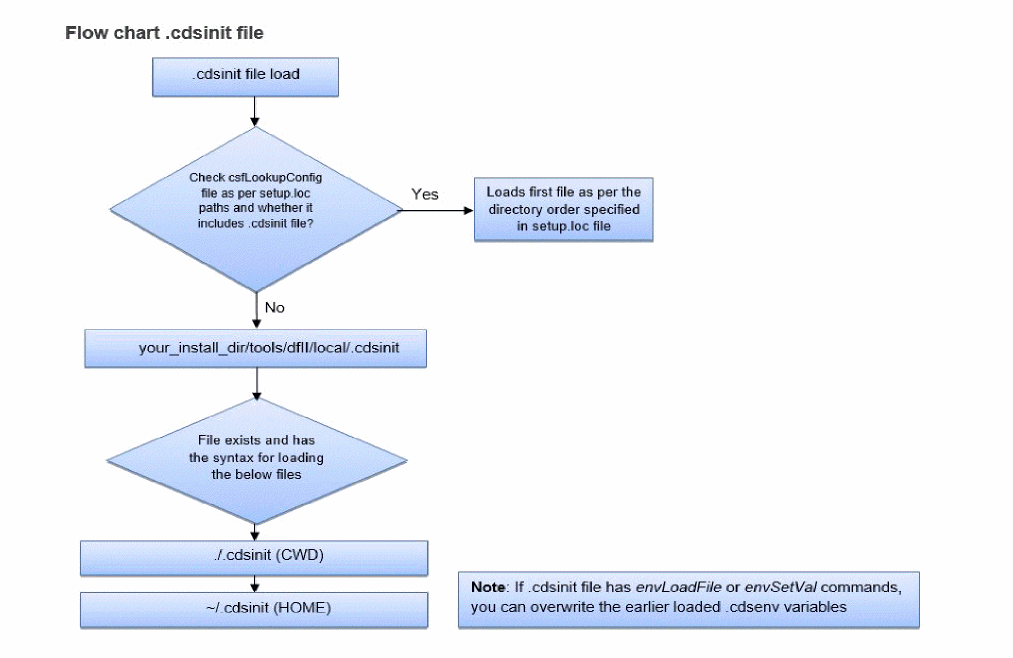 Flow chart .cdsinit file
.cdsinit file load
Check csfLookupConfig
file as per setup.loc
paths and whether it
includes .cdsinit file?
Yes
Loads first file as per the
directory order specified
in setup.loc file
No
your_install_dir/tools/dfII/local/.cdsinit
File exists and has
the syntax for loading
the below files
./.cdsinit (CWD)
~/.cdsinit (HOME)
Note: If .cdsinit file has envLoadFile or envSetVal commands,
you can overwrite the earlier loaded .cdsenv variables